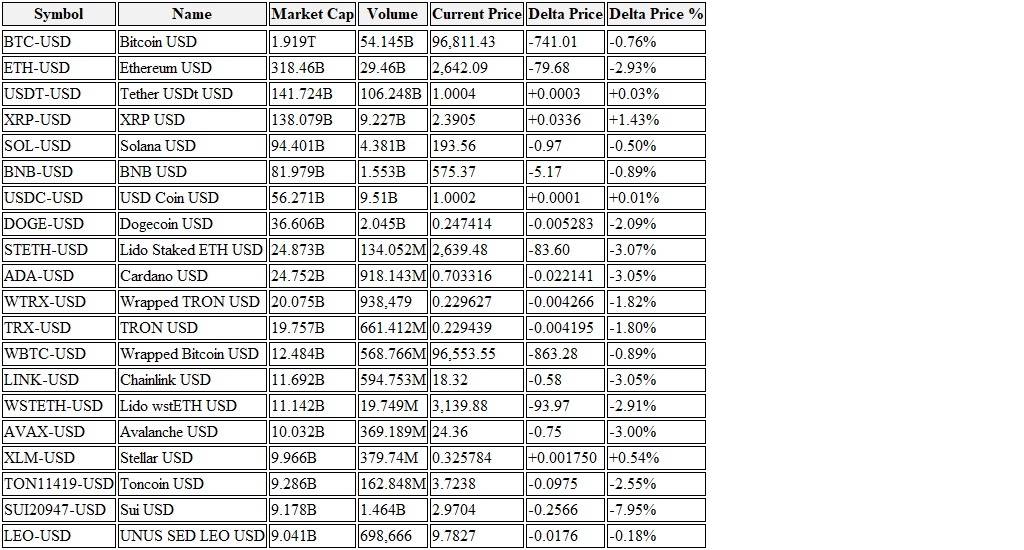 Symbol Name Market Cap Volume Current Price Delta Price Delta Price %
BTC-USD Bitcoin USD 1.919T 54.145B 96,811.43 -741.01 -0.76%
ETH-USD Ethereum USD 318.46B 29.46B 2,642.09 -79.68 -2.93%
USDT-USD Tether USDt USD 141.724B 106.248B 1.0004 +0.0003 +0.03%
XRP-USD XRP USD 138.079B 9.227B 2.3905 +0.0336 +1.43%
SOL-USD Solana USD 94.401B 4.381B 193.56 -0.97 -0.50%
BNB-USD BNB USD 81.979B 1.553B 575.37 -5.17 -0.89%
USDC-USD USD Coin USD 56.271B 9.51B 1.0002 +0.0001 +0.01%
DOGE-USD Dogecoin USD 36.606B 2.045B 0.247414 -0.005283 -2.09%
STETH-USD Lido Staked ETH USD 24.873B 134.052M 2,639.48 -83.60 -3.07%
ADA-USD Cardano USD 24.752B 918.143M 0.703316 -0.022141 -3.05%
WTRX-USD Wrapped TRON USD 20.075B 938,479 0.229627 -0.004266 -1.82%
TRX-USD TRON USD 19.757B 661.412M 0.229439 -0.004195 -1.80%
WBTC-USD Wrapped Bitcoin USD 12.484B 568.766M 96,553.55 -863.28 -0.89%
LINK-USD Chainlink USD 11.692B 594.753M 18.32 -0.58 -3.05%
WSTETH-USD Lido wstETH USD 11.142B 19.749M 3,139.88 -93.97 -2.91%
AVAX-USD Avalanche USD 10.032B 369.189M 24.36 -0.75 -3.00%
XLM-USD Stellar USD 9.966B 379.74M 0.325784 +0.001750 +0.54%
TON11419-USD Toncoin USD 9.286B 162.848M 3.7238 -0.0975 -2.55%
SUI20947-USD Sui USD 9.178B 1.464B 2.9704 -0.2566 -7.95%
LEO-USD UNUS SED LEO USD 9.041B 698,666 9.7827 -0.0176 -0.18%